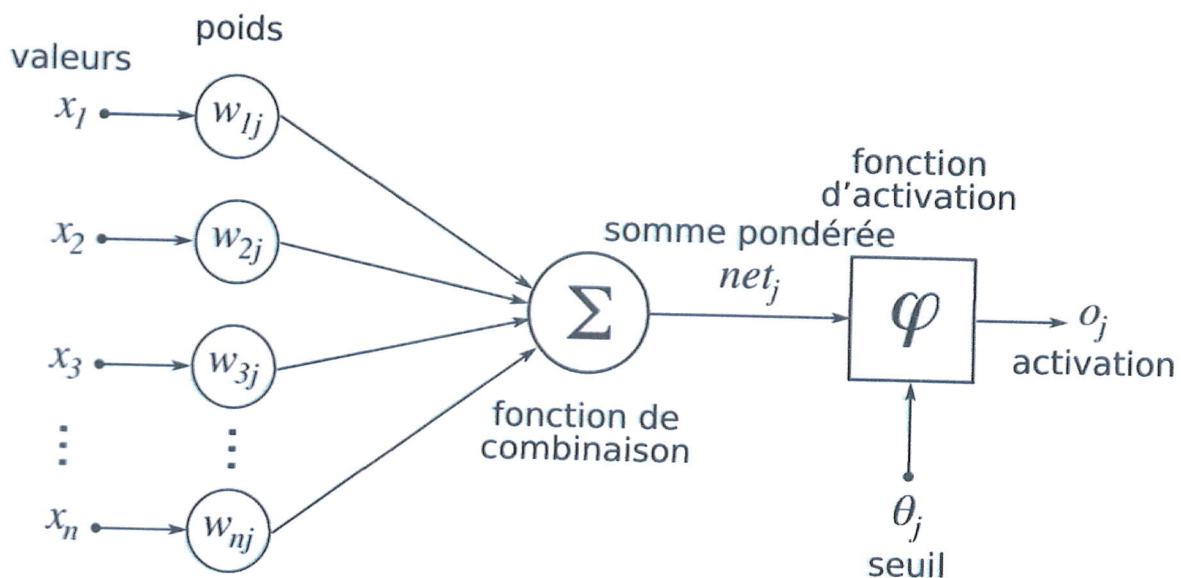 poids
valeurs
x1
w1j
x2
w2j
x3
w3j
⋮
⋮
xn
wnj
Σ
fonction de
combinaison
somme pondérée
netj
fonction
d'activation
φ
oj
activation
θj
seuil